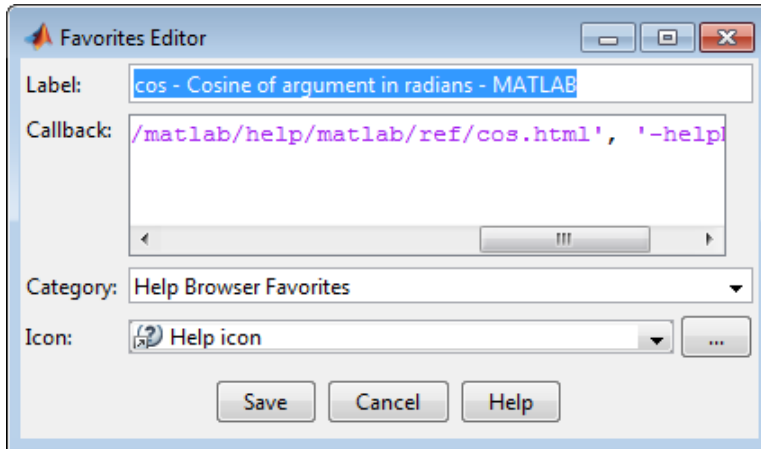 Favorites Editor
Label: cos - Cosine of argument in radians - MATLAB
Callback: /matlab/help/matlab/ref/cos.html', '-help
Category: Help Browser Favorites
Icon: Help icon ...
Save Cancel Help